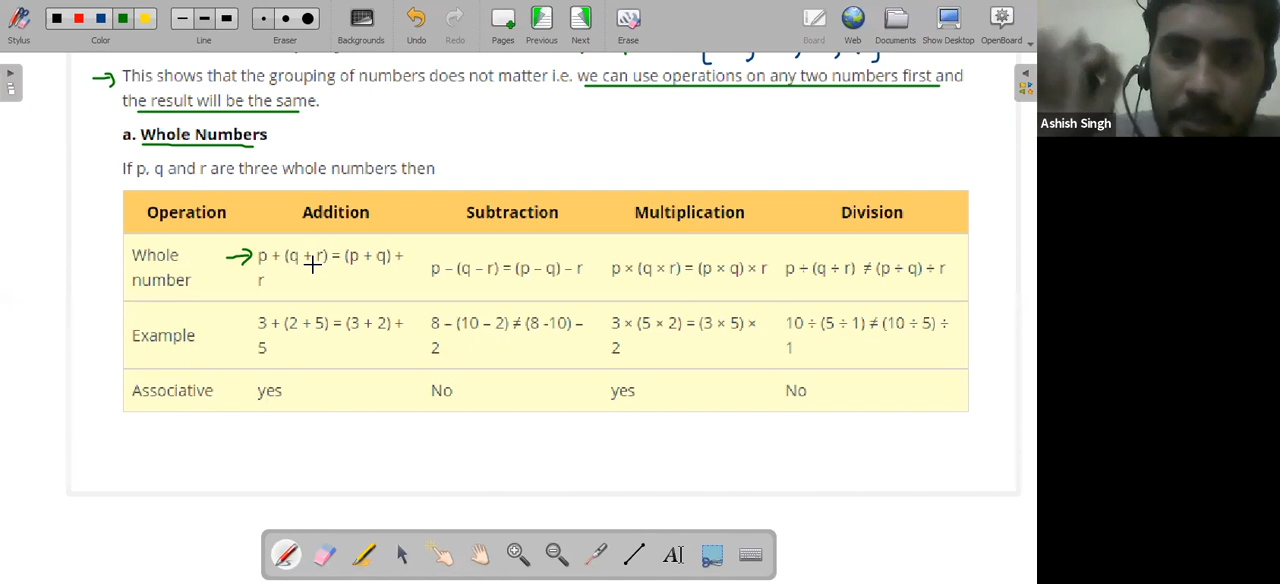 Stylus
Color
Line
Eraser
Backgrounds
Undo
Redo
Pages
Previous
Next
Erase
Board
Web
Documents
Show Desktop
OpenBoard
This shows that the grouping of numbers does not matter i.e. we can use operations on any two numbers first and
the result will be the same.
a. Whole Numbers
If p, q and r are three whole numbers then
Operation Addition Subtraction Multiplication Division
Whole
number
p + (q + r) = (p + q) +
r
p – (q – r) = (p – q) – r
p × (q × r) = (p × q) × r
p ÷ (q ÷ r) ≠ (p ÷ q) ÷ r
Example
3 + (2 + 5) = (3 + 2) +
5
8 – (10 – 2) ≠ (8 -10) –
2
3 × (5 × 2) = (3 × 5) ×
2
10 ÷ (5 ÷ 1) ≠ (10 ÷ 5) ÷
1
Associative yes No yes No
Ashish Singh